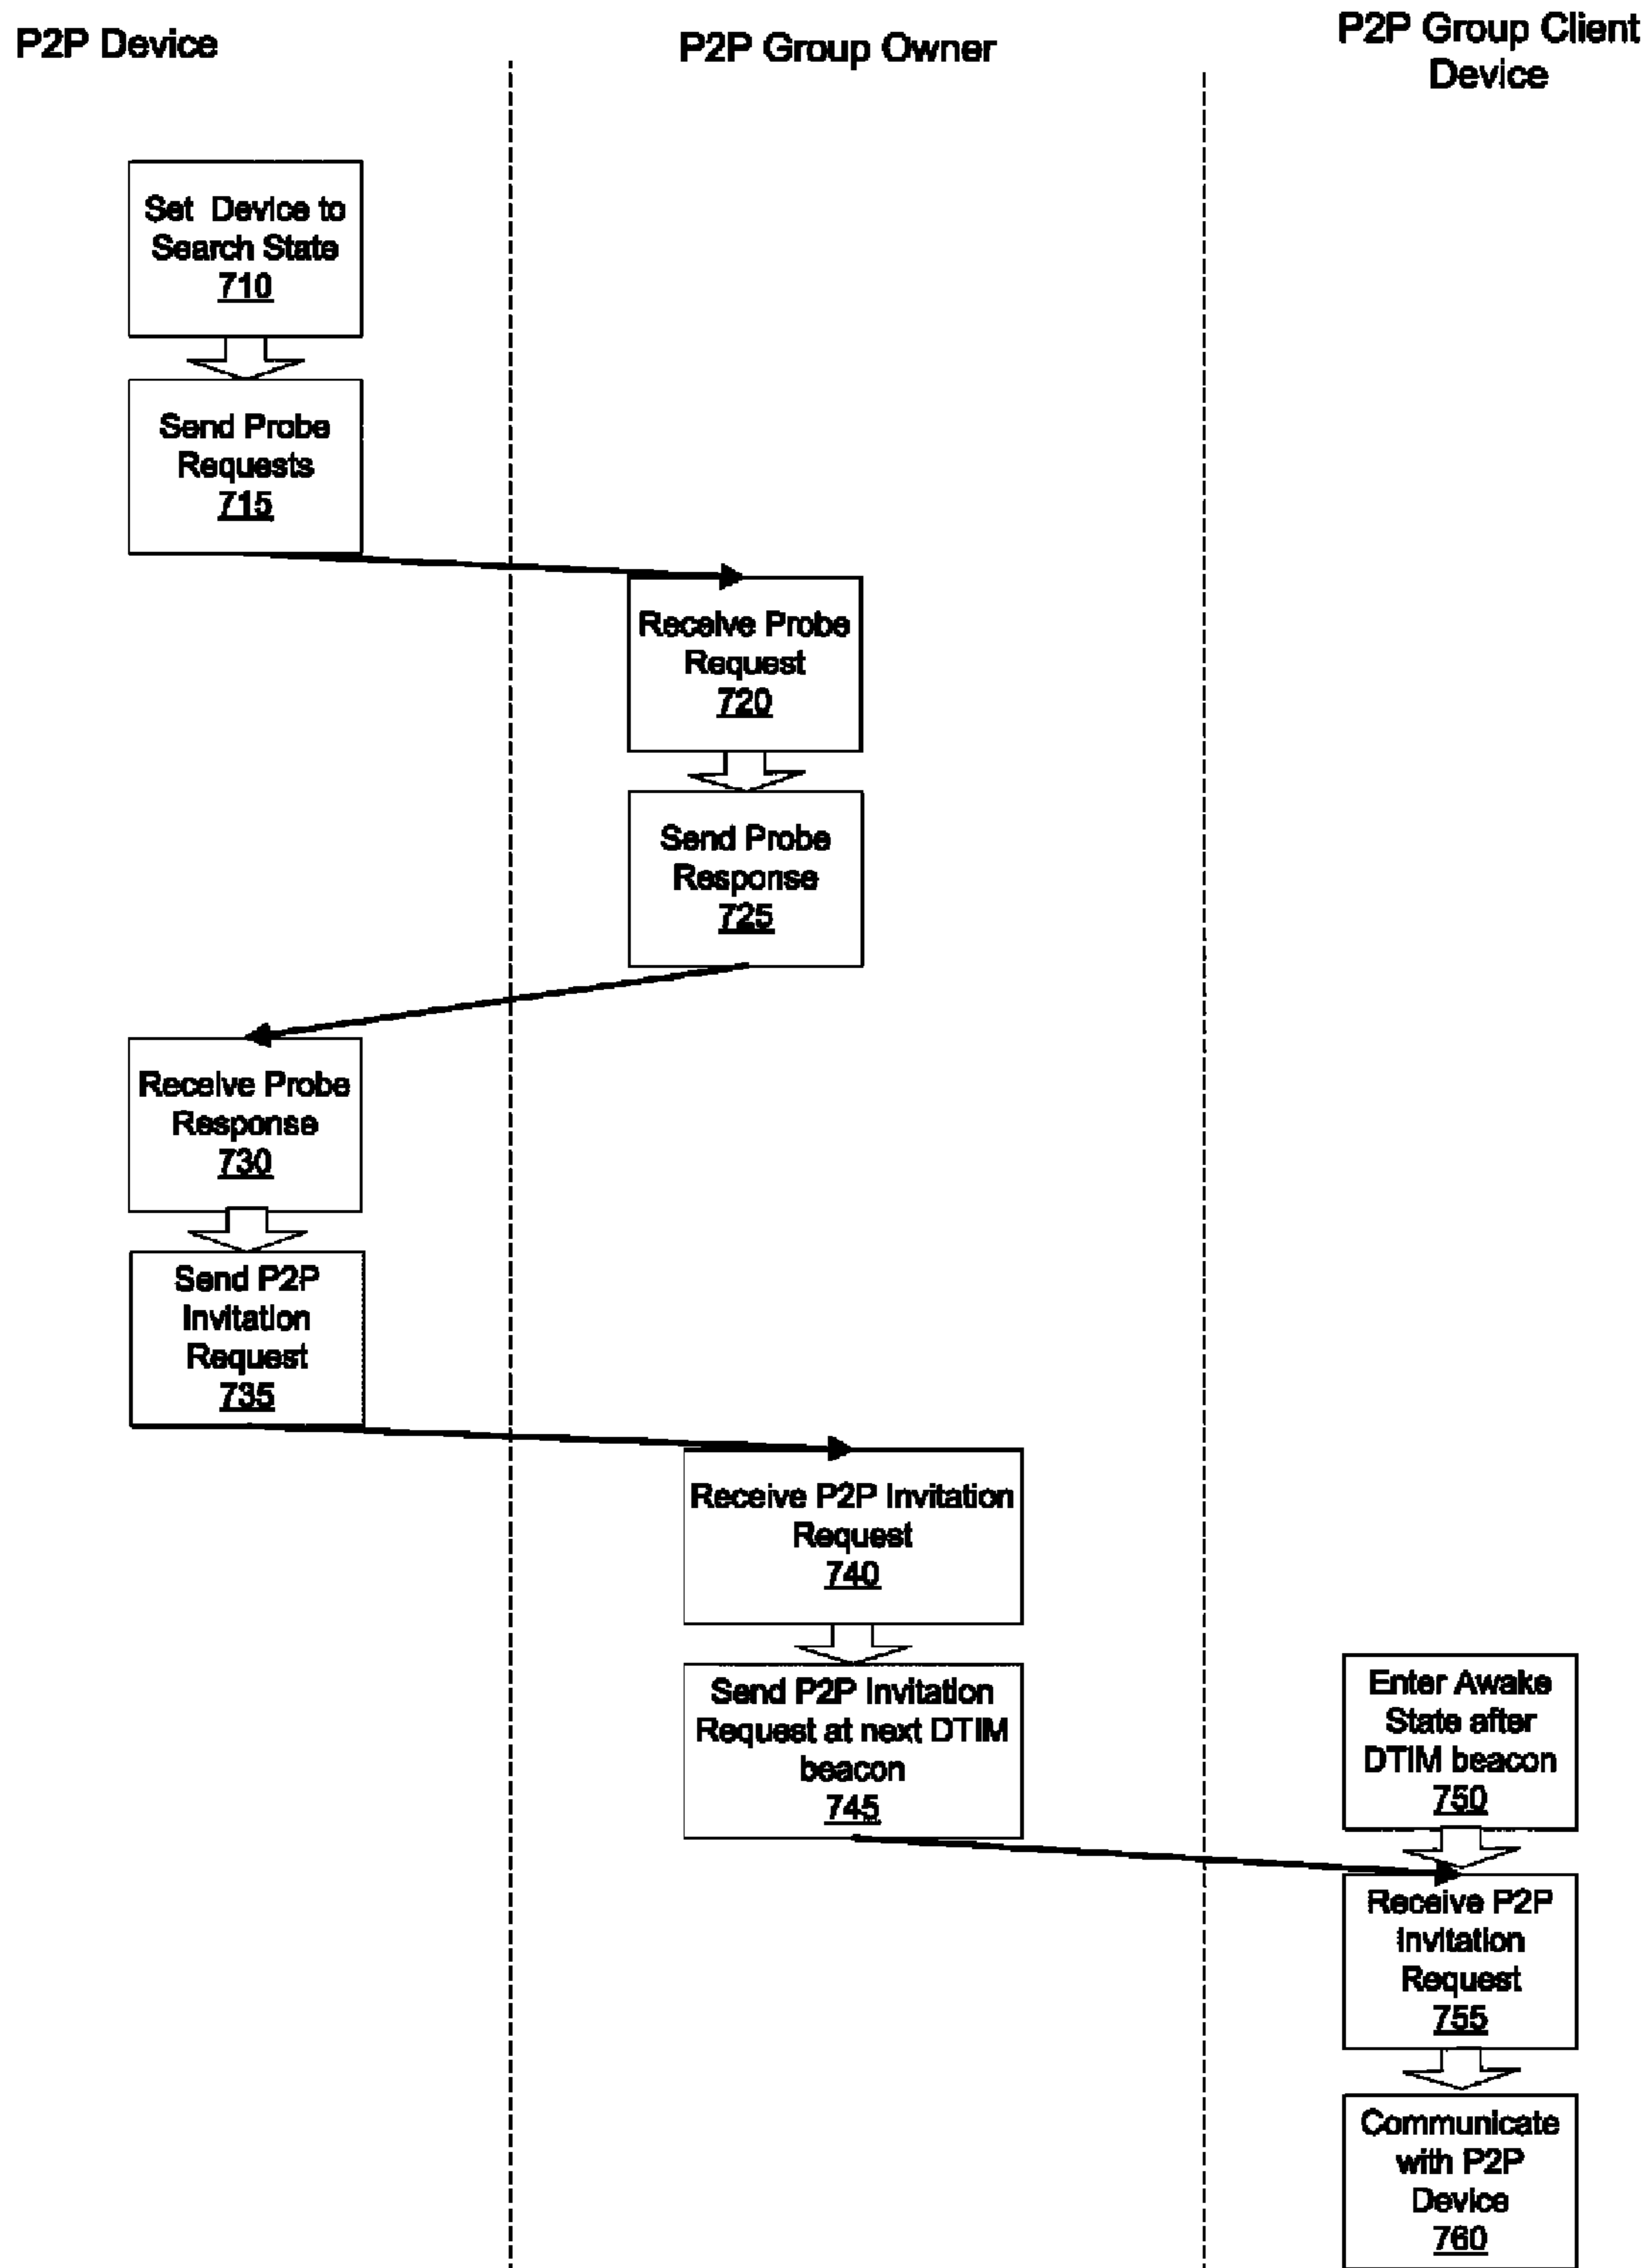 P2P Device
P2P Group Owner
P2P Group Client
Device
Set Device to
Search State
710
Send Probe
Requests
715
Receive Probe
Request
720
Send Probe
Response
725
Receive Probe
Response
730
Send P2P
Invitation
Request
735
Receive P2P Invitation
Request
740
Send P2P Invitation
Request at next DTIM
beacon
745
Enter Awake
State after
DTIM beacon
750
Receive P2P
Invitation
Request
755
Communicate
with P2P
Device
760